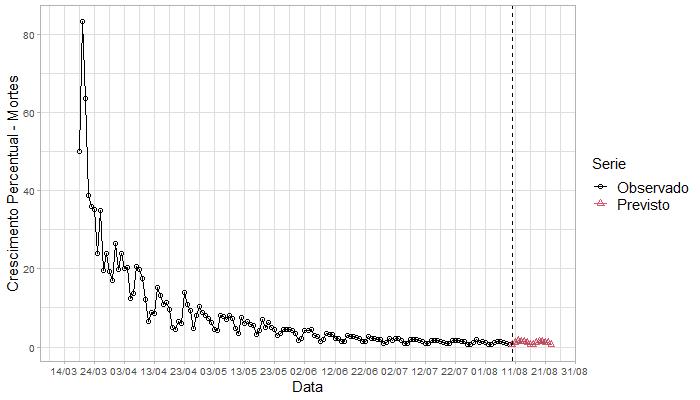 Crescimento Percentual - Mortes
80
60
40
20
0
14/03 24/03 03/04 13/04 23/04 03/05 13/05 23/05 02/06 12/06 22/06 02/07 12/07 22/07 01/08 11/08 21/08 31/08
Data
Serie
Observado
Previsto